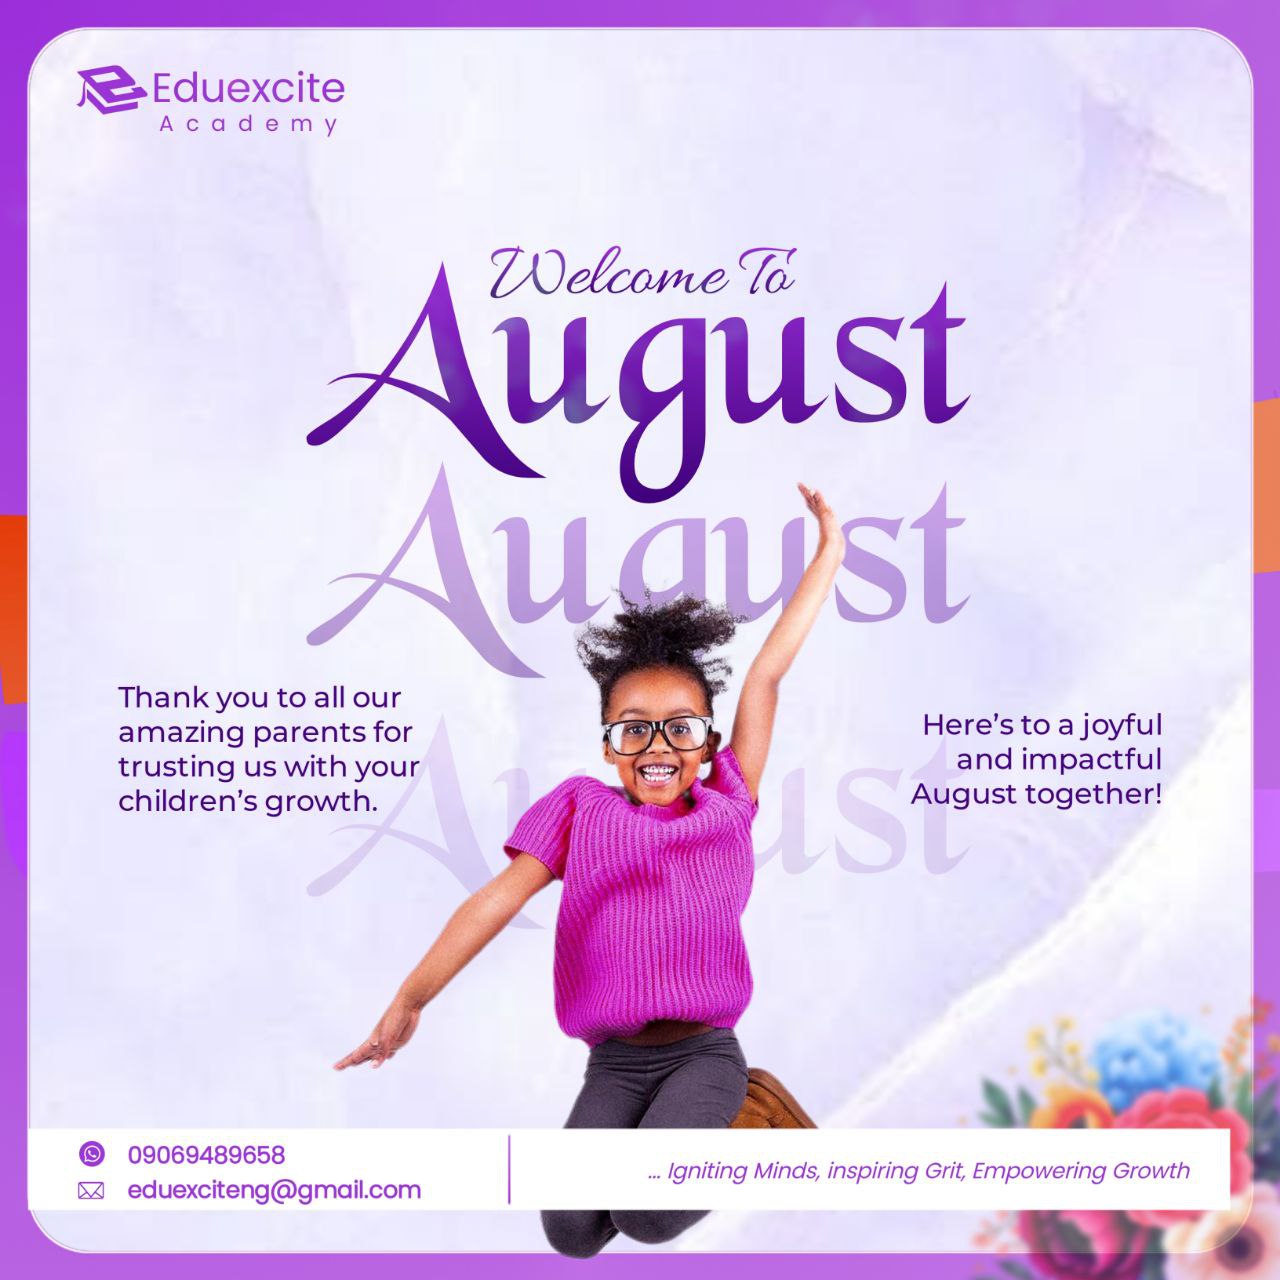 Eduexcite
Academy
Welcome To
August
August
August
Thank you to all our
amazing parents for
trusting us with your
children’s growth.
Here’s to a joyful
and impactful
August together!
09069489658
eduexciteng@gmail.com
... Igniting Minds, inspiring Grit, Empowering Growth